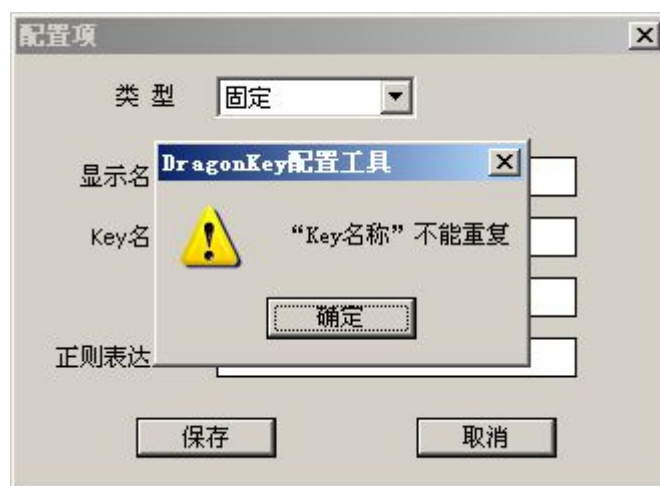 配置项
类 型
固定
显示名
DragonKey配置工具
Key名
“Key名称”不能重复
确定
正则表达
保存
取消